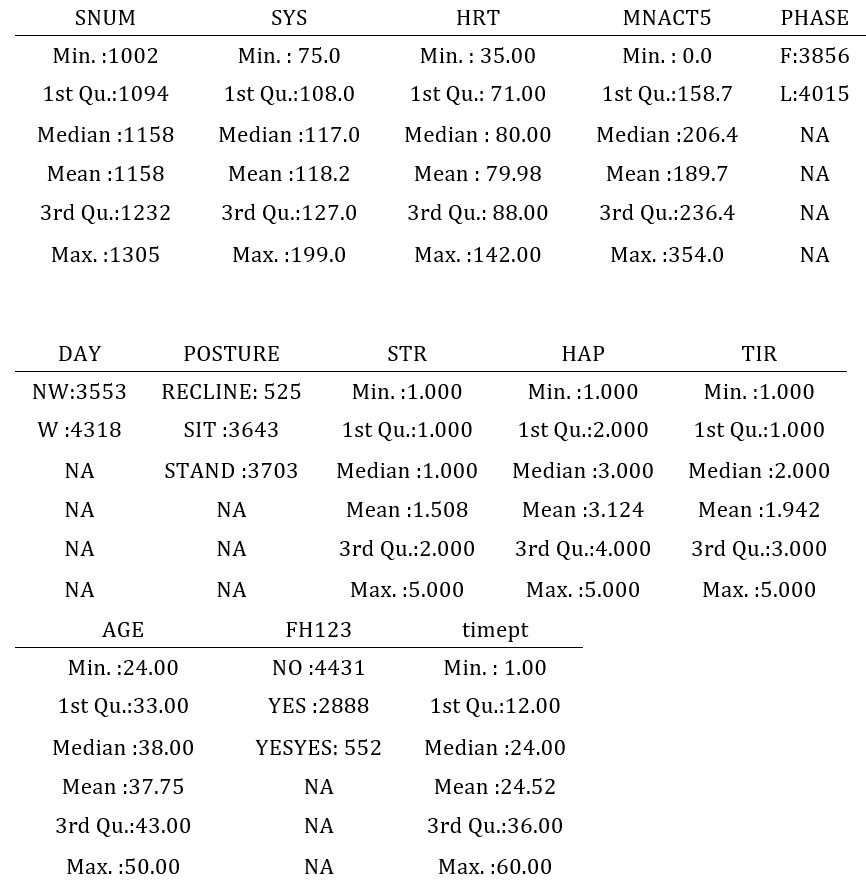 SNUM SYS HRT MNACT5 PHASE
Min. :1002 Min. : 75.0 Min. : 35.00 Min. : 0.0 F:3856
1st Qu.:1094 1st Qu.:108.0 1st Qu.: 71.00 1st Qu.:158.7 L:4015
Median :1158 Median :117.0 Median : 80.00 Median :206.4 NA
Mean :1158 Mean :118.2 Mean : 79.98 Mean :189.7 NA
3rd Qu.:1232 3rd Qu.:127.0 3rd Qu.: 88.00 3rd Qu.:236.4 NA
Max. :1305 Max. :199.0 Max. :142.00 Max. :354.0 NA
DAY POSTURE STR HAP TIR
NW:3553 RECLINE: 525 Min. :1.000 Min. :1.000 Min. :1.000
W :4318 SIT :3643 1st Qu.:1.000 1st Qu.:2.000 1st Qu.:1.000
NA STAND :3703 Median :1.000 Median :3.000 Median :2.000
NA NA Mean :1.508 Mean :3.124 Mean :1.942
NA NA 3rd Qu.:2.000 3rd Qu.:4.000 3rd Qu.:3.000
NA NA Max. :5.000 Max. :5.000 Max. :5.000
AGE FH123 timept
Min. :24.00 NO :4431 Min. : 1.00
1st Qu.:33.00 YES :2888 1st Qu.:12.00
Median :38.00 YESYES: 552 Median :24.00
Mean :37.75 NA Mean :24.52
3rd Qu.:43.00 NA 3rd Qu.:36.00
Max. :50.00 NA Max. :60.00